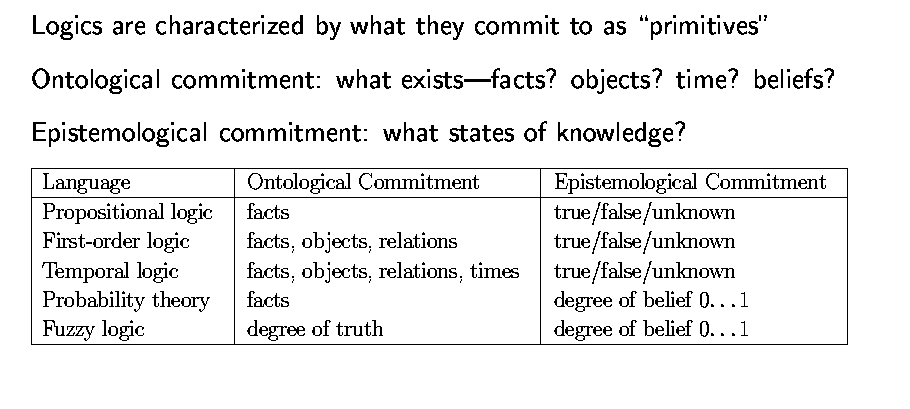 Logics are characterized by what they commit to as “primitives”
Ontological commitment: what exists—facts? objects? time? beliefs?
Epistemological commitment: what states of knowledge?
Language Ontological Commitment Epistemological Commitment
Propositional logic facts true/false/unknown
First-order logic facts, objects, relations true/false/unknown
Temporal logic facts, objects, relations, times true/false/unknown
Probability theory facts degree of belief 0…1
Fuzzy logic degree of truth degree of belief 0…1